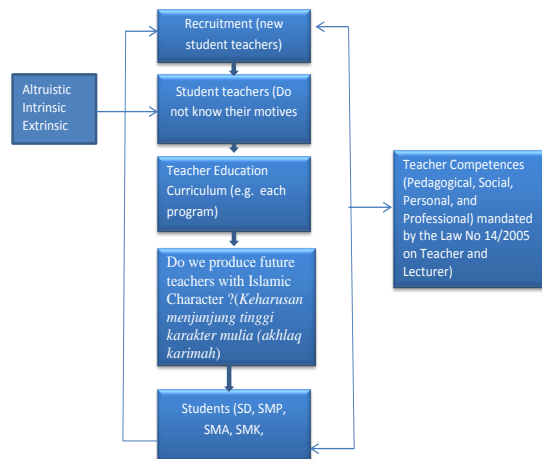 Recruitment (new
student teachers)
Altruistic
Intrinsic
Extrinsic
Student teachers (Do
not know their motives
Teacher Education
Curriculum (e.g. each
program)
Teacher Competences
(Pedagogical, Social,
Personal, and
Professional) mandated
by the Law No 14/2005
on Teacher and
Lecturer)
Do we produce future
teachers with Islamic
Character ?(Keharusan
menjunjung tinggi
karakter mulia (akhlaq
karimah)
Students (SD, SMP,
SMA, SMK,